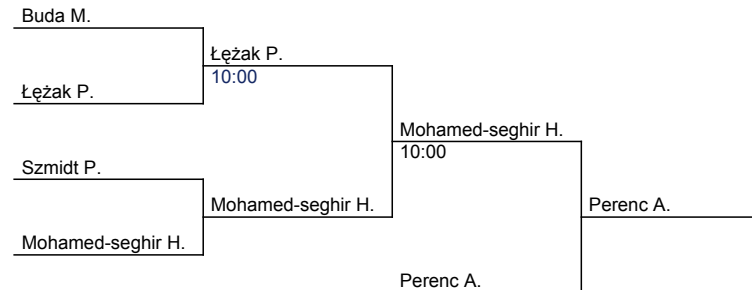 Buda M.
Łężak P.
10:00
Łężak P.
Mohamed-seghir H.
10:00
Szmidt P.
Mohamed-seghir H.
Perenc A.
Mohamed-seghir H.
Perenc A.